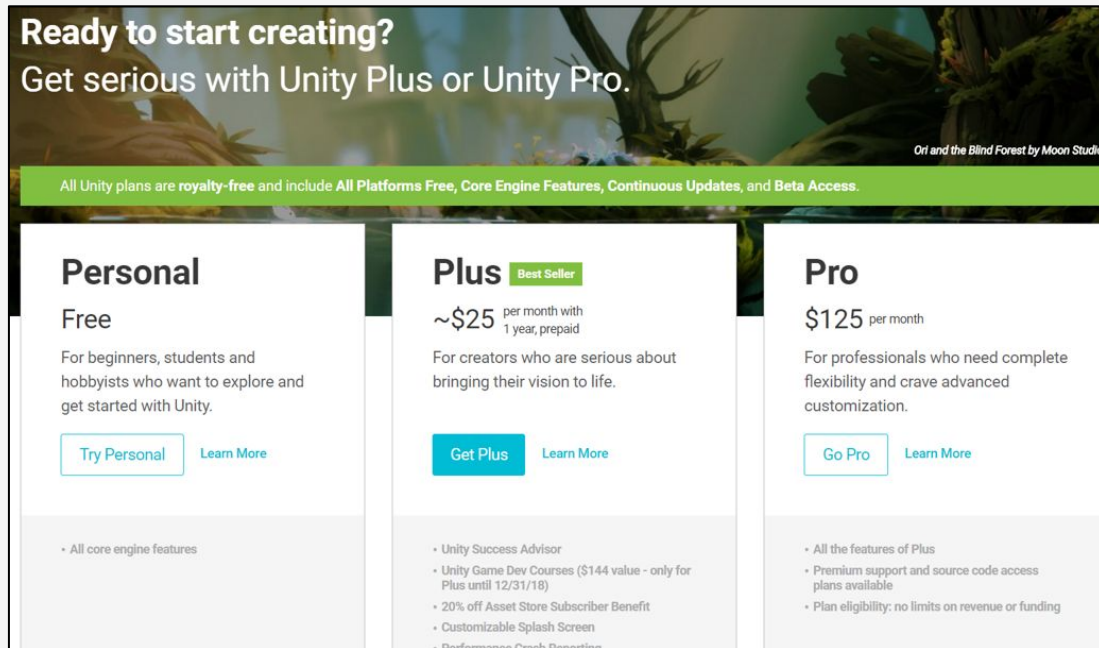 Ready to start creating?
Get serious with Unity Plus or Unity Pro.
Ori and the Blind Forest by Moon Studio
All Unity plans are royalty-free and include All Platforms Free, Core Engine Features, Continuous Updates, and Beta Access.
Personal
Free
For beginners, students and
hobbyists who want to explore and
get started with Unity.
Try Personal Learn More
• All core engine features
Plus Best Seller
~$25 per month with
1 year, prepaid
For creators who are serious about
bringing their vision to life.
Get Plus Learn More
• Unity Success Advisor
• Unity Game Dev Courses ($144 value - only for
Plus until 12/31/18)
• 20% off Asset Store Subscriber Benefit
• Customizable Splash Screen
• Performance Crash Reporting
Pro
$125 per month
For professionals who need complete
flexibility and crave advanced
customization.
Go Pro Learn More
• All the features of Plus
• Premium support and source code access
plans available
• Plan eligibility: no limits on revenue or funding